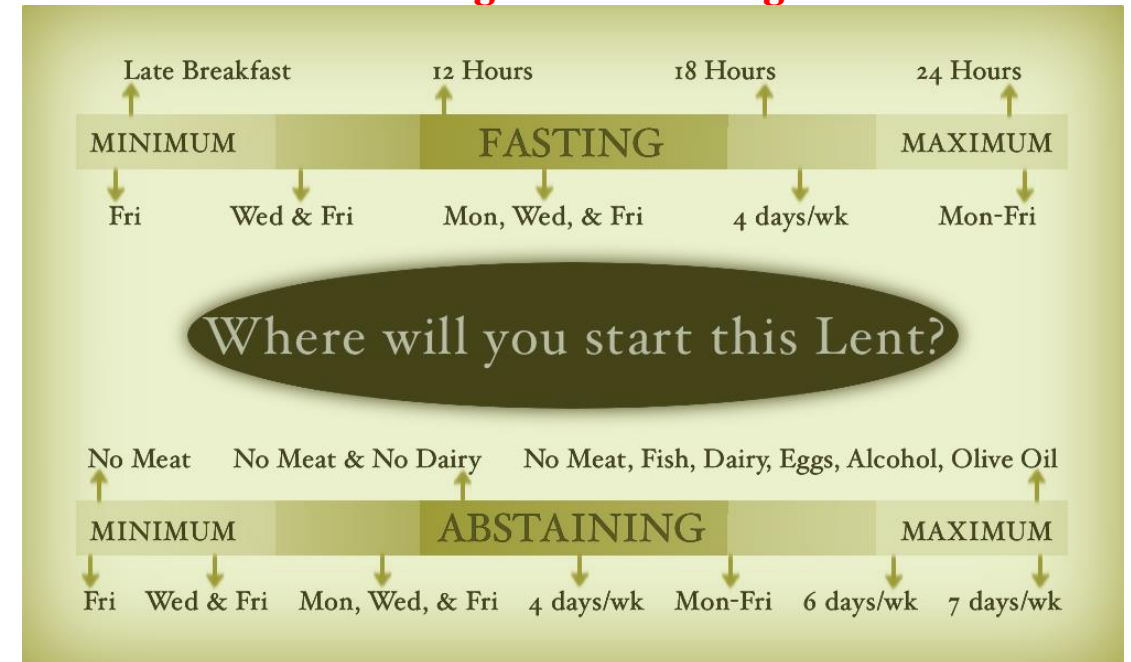 Late Breakfast 12 Hours 18 Hours 24 Hours
MINIMUM FASTING MAXIMUM
Fri Wed & Fri Mon, Wed, & Fri 4 days/wk Mon-Fri
Where will you start this Lent?
No Meat No Meat & No Dairy No Meat, Fish, Dairy, Eggs, Alcohol, Olive Oil
MINIMUM ABSTAINING MAXIMUM
Fri Wed & Fri Mon, Wed, & Fri 4 days/wk Mon-Fri 6 days/wk 7 days/wk